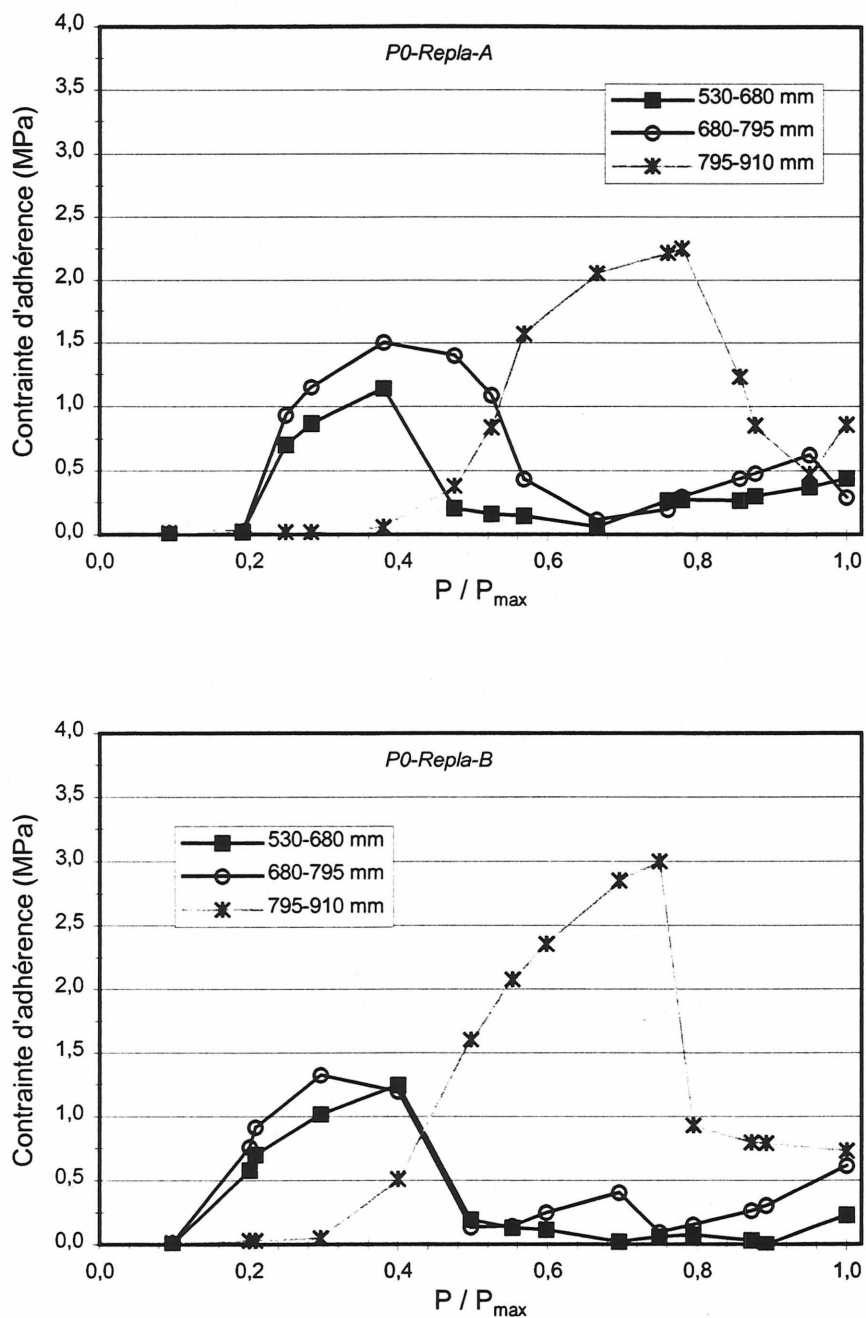 P0-Repla-A
Contrainte d'adhérence (MPa)
4,0
3,5
3,0
2,5
2,0
1,5
1,0
0,5
0,0
530-680 mm
680-795 mm
795-910 mm
0,0 0,2 0,4 0,6 0,8 1,0
P / Pmax
P0-Repla-B
Contrainte d'adhérence (MPa)
4,0
3,5
3,0
2,5
2,0
1,5
1,0
0,5
0,0
530-680 mm
680-795 mm
795-910 mm
0,0 0,2 0,4 0,6 0,8 1,0
P / Pmax